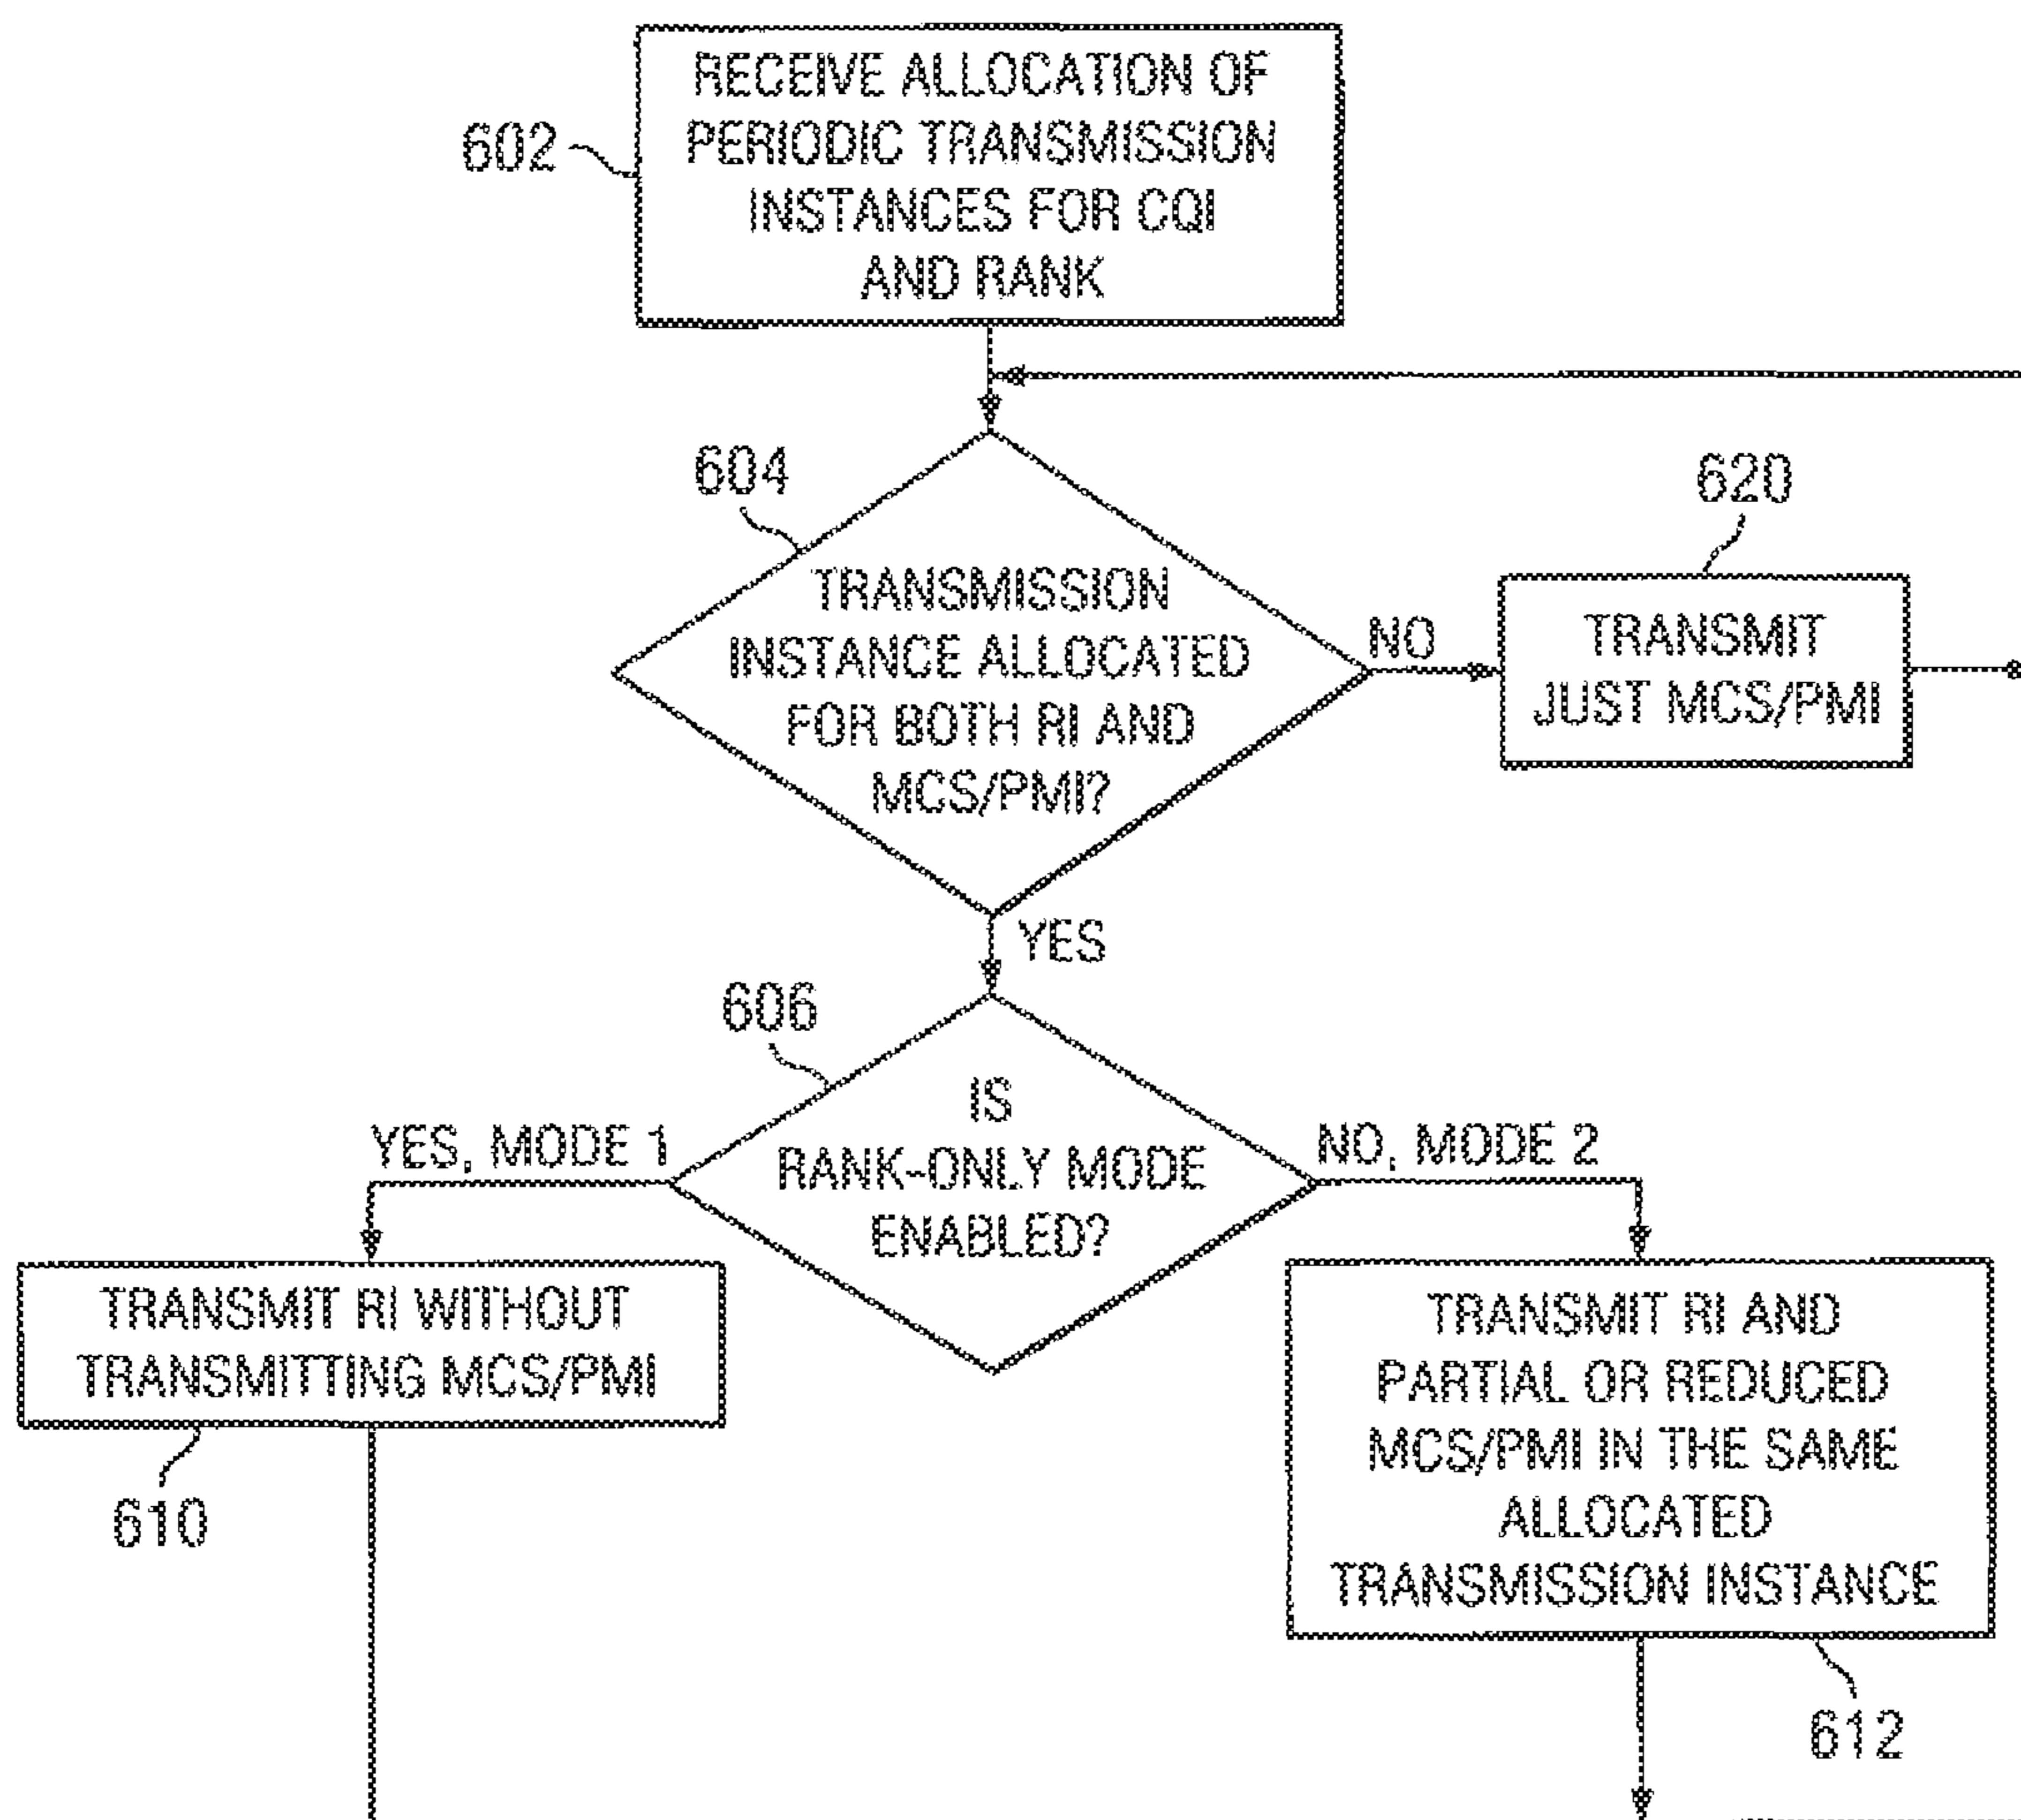 RECEIVE ALLOCATION OF
PERIODIC TRANSMISSION
INSTANCES FOR CQI
AND RANK
602
604
TRANSMISSION
INSTANCE ALLOCATED
FOR BOTH RI AND
MCS/PMI?
NO
620
TRANSMIT
JUST MCS/PMI
YES
606
IS
RANK-ONLY MODE
ENABLED?
YES, MODE 1
NO, MODE 2
TRANSMIT RI WITHOUT
TRANSMITTING MCS/PMI
610
TRANSMIT RI AND
PARTIAL OR REDUCED
MCS/PMI IN THE SAME
ALLOCATED
TRANSMISSION INSTANCE
612